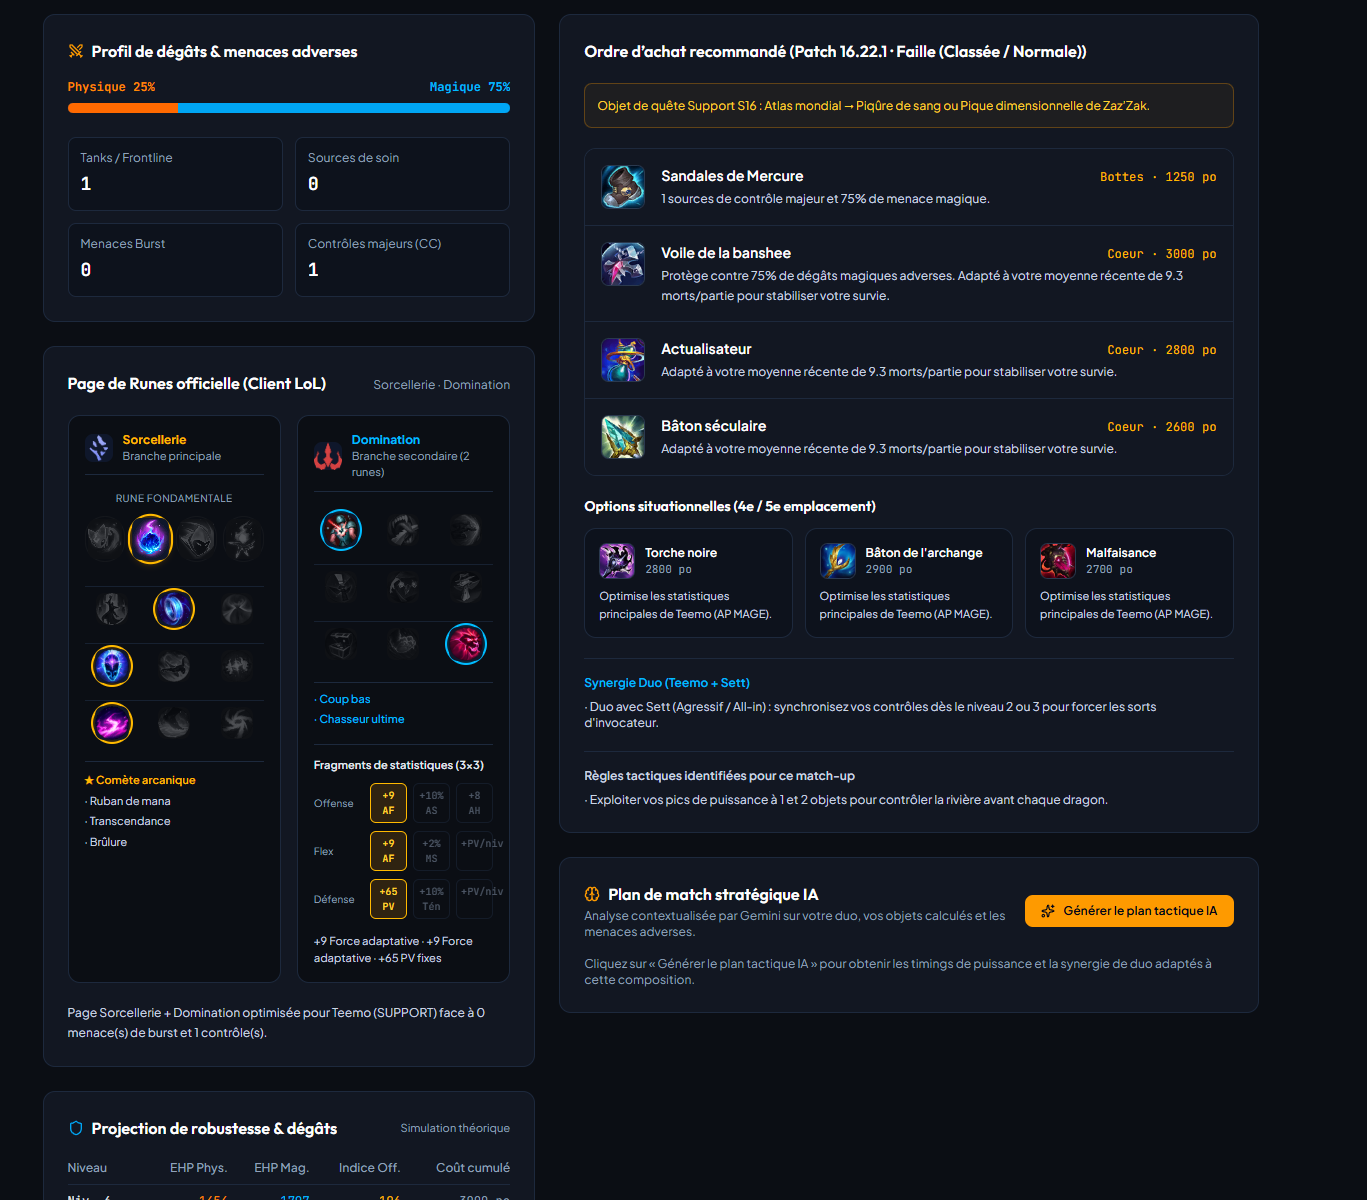 Profil de dégâts & menaces adverses
Physique 25%
Magique 75%
Tanks / Frontline
1
Sources de soin
0
Menaces Burst
0
Contrôles majeurs (CC)
1
Page de Runes officielle (Client LoL)
Sorcellerie · Domination
Sorcellerie
Branche principale
RUNE FONDAMENTALE
★ Comète arcanique
· Ruban de mana
· Transcendance
· Brûlure
Domination
Branche secondaire (2
runes)
· Coup bas
· Chasseur ultime
Fragments de statistiques (3×3)
Offense
+9
AF
+10%
AS
+8
AH
Flex
+9
AF
+2%
MS
+PV/niv
Défense
+65
PV
+10%
Tén
+PV/niv
+9 Force adaptative · +9 Force
adaptative · +65 PV fixes
Page Sorcellerie + Domination optimisée pour Teemo (SUPPORT) face à 0
menace(s) de burst et 1 contrôle(s).
Projection de robustesse & dégâts
Simulation théorique
Niveau
EHP Phys.
EHP Mag.
Indice Off.
Coût cumulé
Ordre d’achat recommandé (Patch 16.22.1 · Faille (Classée / Normale))
Objet de quête Support S16 : Atlas mondial → Piqûre de sang ou Pique dimensionnelle de Zaz’Zak.
Sandales de Mercure
Bottes · 1250 po
1 sources de contrôle majeur et 75% de menace magique.
Voile de la banshee
Coeur · 3000 po
Protège contre 75% de dégâts magiques adverses. Adapté à votre moyenne récente de 9.3
morts/partie pour stabiliser votre survie.
Actualisateur
Coeur · 2800 po
Adapté à votre moyenne récente de 9.3 morts/partie pour stabiliser votre survie.
Bâton séculaire
Coeur · 2600 po
Adapté à votre moyenne récente de 9.3 morts/partie pour stabiliser votre survie.
Options situationnelles (4e / 5e emplacement)
Torche noire
2800 po
Optimise les statistiques
principales de Teemo (AP MAGE).
Bâton de l'archange
2900 po
Optimise les statistiques
principales de Teemo (AP MAGE).
Malfaisance
2700 po
Optimise les statistiques
principales de Teemo (AP MAGE).
Synergie Duo (Teemo + Sett)
· Duo avec Sett (Agressif / All-in) : synchronisez vos contrôles dès le niveau 2 ou 3 pour forcer les sorts
d’invocateur.
Règles tactiques identifiées pour ce match-up
· Exploiter vos pics de puissance à 1 et 2 objets pour contrôler la rivière avant chaque dragon.
Plan de match stratégique IA
Analyse contextualisée par Gemini sur votre duo, vos objets calculés et les
menaces adverses.
Générer le plan tactique IA
Cliquez sur « Générer le plan tactique IA » pour obtenir les timings de puissance et la synergie de duo adaptés à
cette composition.